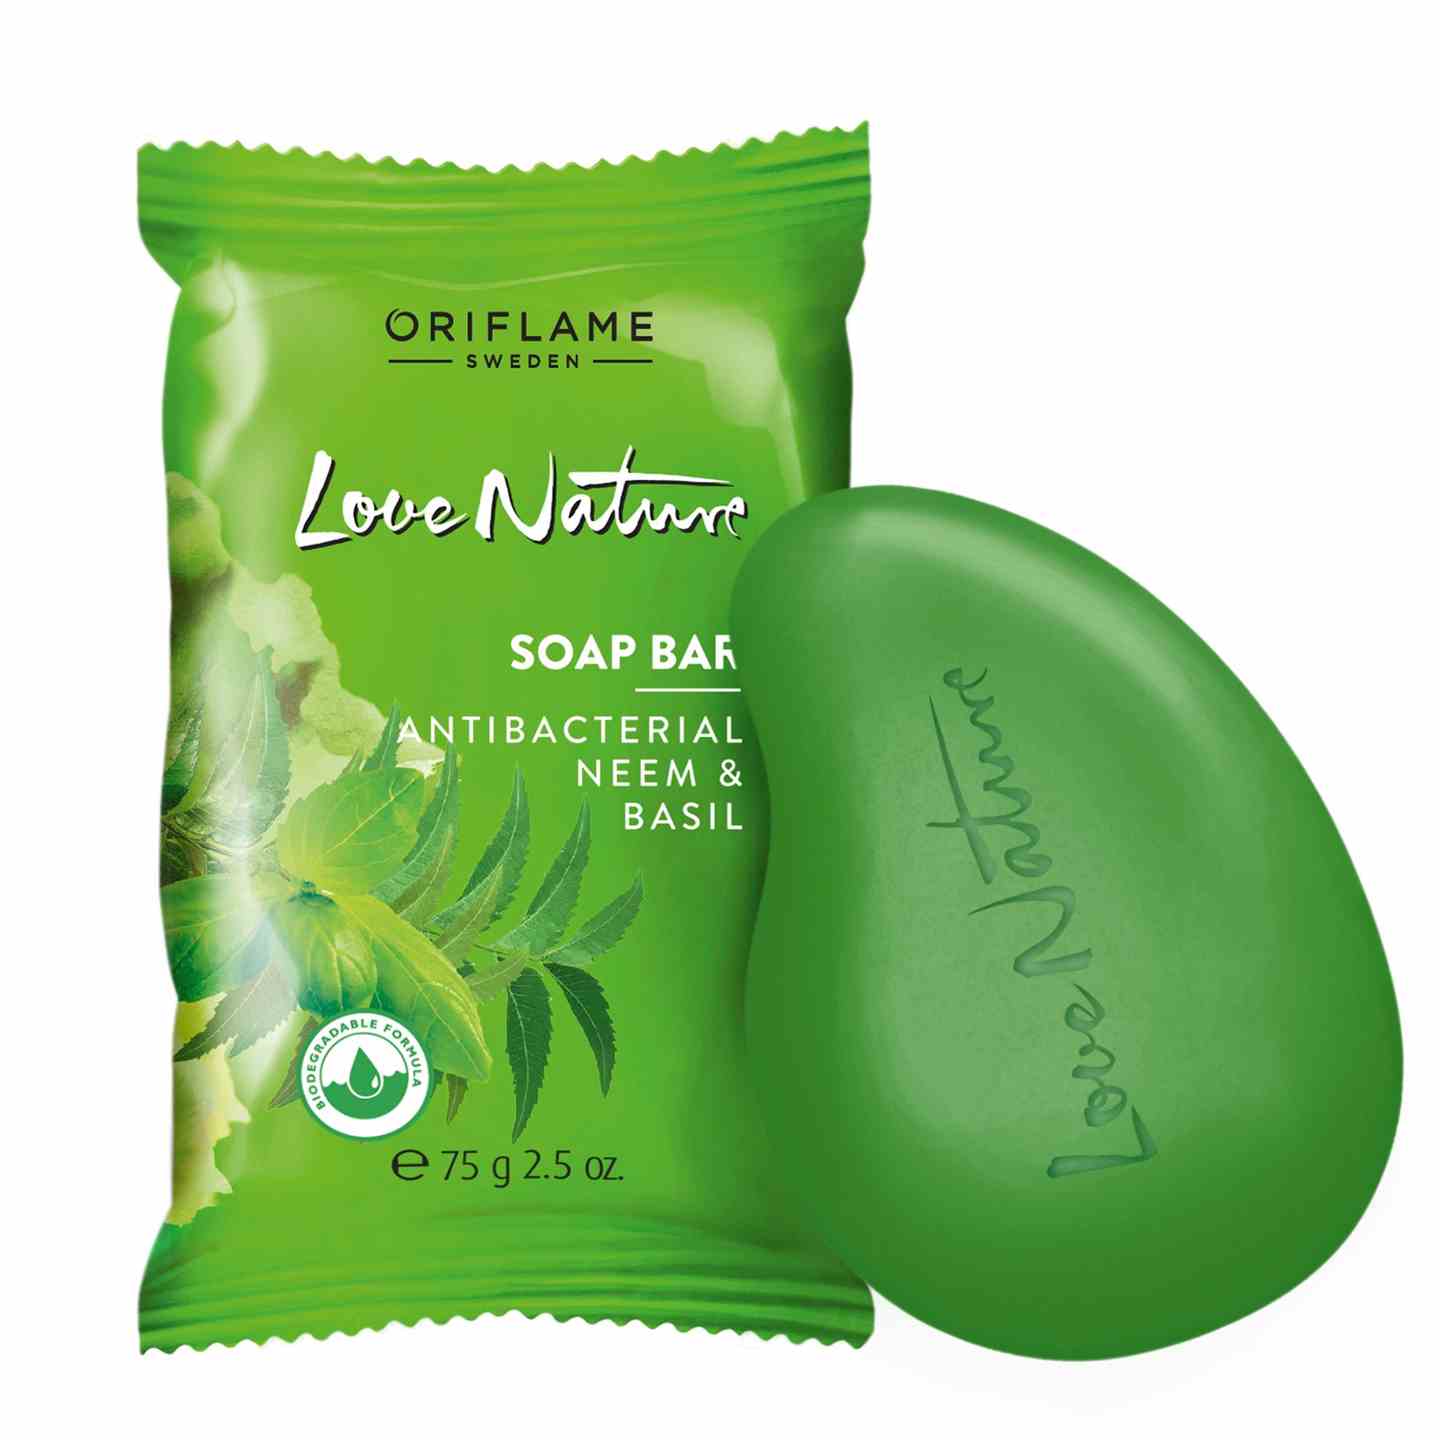 ORIFLAME
SWEDEN
Love Nature
SOAP BAR
ANTIBACTERIAL
NEEM &
BASIL
BIODEGRADABLE FORMULA
℮ 75 g 2.5 oz.
Love Nature